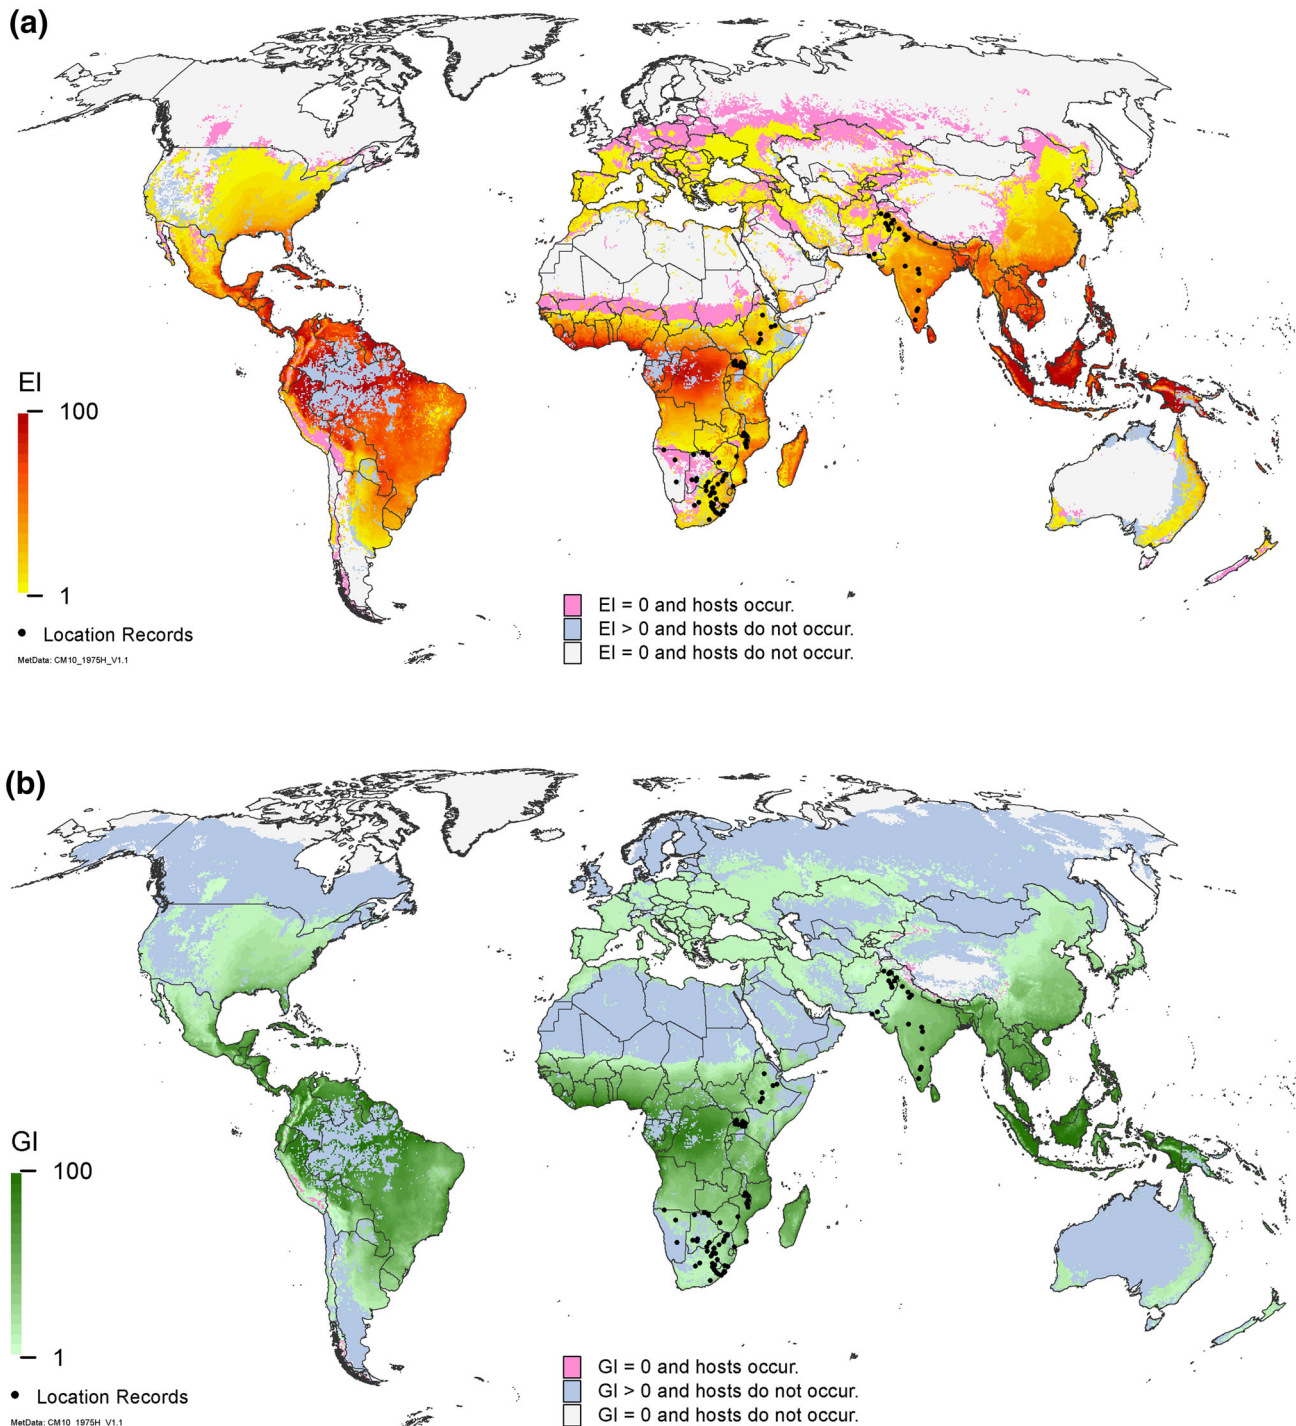 (a)
EI
100
1
Location Records
MetData: CM10_1975H_V1.1
EI = 0 and hosts occur.
EI > 0 and hosts do not occur.
EI = 0 and hosts do not occur.
(b)
GI
100
1
Location Records
MetData: CM10_1975H_V1.1
GI = 0 and hosts occur.
GI > 0 and hosts do not occur.
GI = 0 and hosts do not occur.